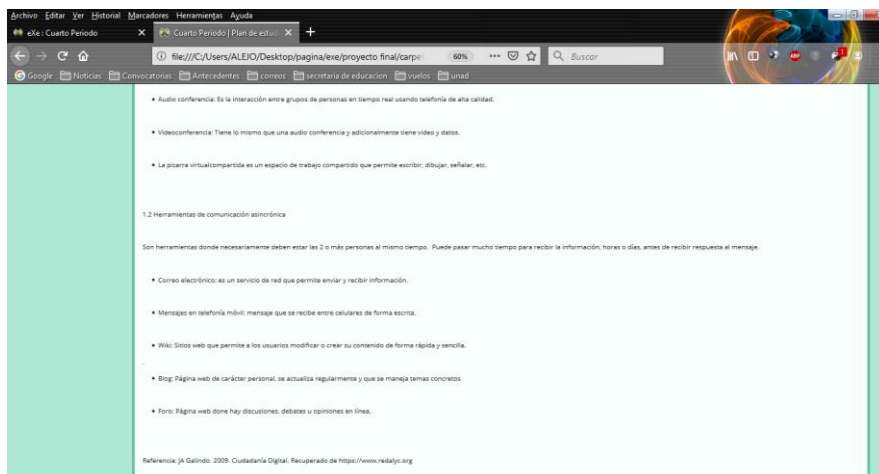 Archivo Editar Ver Historial Marcadores Herramientas Ayuda
eXe : Cuarto Periodo
Cuarto Periodo | Plan de estudi
file:///C:/Users/ALEJO/Desktop/pagina/exe/proyecto final/carpe
60%
Buscar
Google Noticias Convocatorias Antecedentes correos secretaria de educacion vuelos unad
• Audio conferencia: Es la interacción entre grupos de personas en tiempo real usando telefonía de alta calidad.
• Videoconferencia: Tiene lo mismo que una audio conferencia y adicionalmente tiene video y datos.
• La pizarra virtualcompartida es un espacio de trabajo compartido que permite escribir, dibujar, señalar, etc.
1.2 Herramientas de comunicación asincrónica
Son herramientas donde necesariamente deben estar las 2 o más personas al mismo tiempo. Puede pasar mucho tiempo para recibir la información, horas o días, antes de recibir respuesta al mensaje.
• Correo electrónico: es un servicio de red que permite enviar y recibir información.
• Mensajes en telefonía móvil: mensaje que se recibe entre celulares de forma escrita.
• Wiki: Sitios web que permite a los usuarios modificar o crear su contenido de forma rápida y sencilla.
.
• Blog: Página web de carácter personal, se actualiza regularmente y que se maneja temas concretos
• Foro: Página web done hay discusiones, debates u opiniones en línea.
Referencia: JA Galindo. 2009. Ciudadanía Digital. Recuperado de https://www.redalyc.org